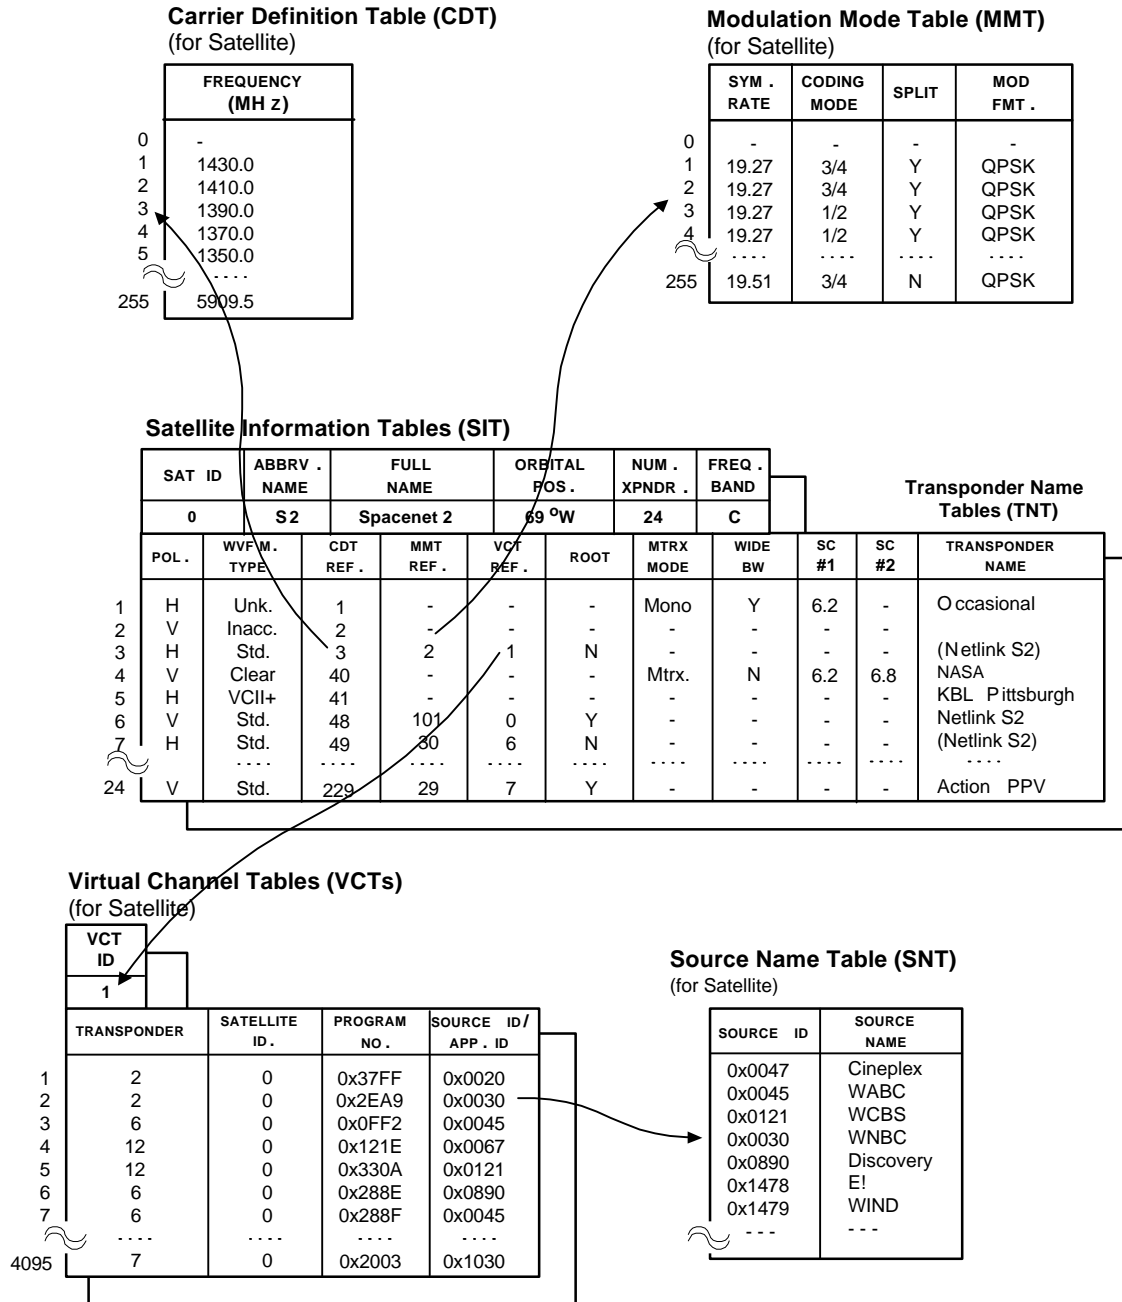 Carrier Definition Table (CDT)
(for Satellite)
FREQUENCY
(MH z)
0 -
1 1430.0
2 1410.0
3 1390.0
4 1370.0
5 1350.0
- - - -
255 5909.5
Modulation Mode Table (MMT)
(for Satellite)
SYM . CODING SPLIT MOD
RATE MODE FMT .
0 - - - -
1 19.27 3/4 Y QPSK
2 19.27 3/4 Y QPSK
3 19.27 1/2 Y QPSK
4 19.27 1/2 Y QPSK
- - - - - - - - - - - - - - - -
255 19.51 3/4 N QPSK
Satellite Information Tables (SIT)
SAT ID ABBRV . FULL ORBITAL NUM . FREQ .
NAME NAME POS . XPNDR . BAND
0 S2 Spacenet 2 69 ºW 24 C
Transponder Name
Tables (TNT)
POL . WVFM. CDT MMT VCT ROOT MTRX WIDE SC SC TRANSPONDER
TYPE REF . REF . REF . MODE BW #1 #2 NAME
1 H Unk. 1 - - - Mono Y 6.2 - O ccasional
2 V Inacc. 2 - - - - - - -
3 H Std. 3 2 1 N - - - - (Netlink S2)
4 V Clear 40 - - - Mtrx. N 6.2 6.8 NASA
5 H VCII+ 41 - - - - - - - KBL Pittsburgh
6 V Std. 48 101 0 Y - - - - Netlink S2
7 H Std. 49 30 6 N - - - - (Netlink S2)
- - - - - - - - - - - - - - - - - - - - - - - - - - - - - - - - - - - - - - - -
24 V Std. 229 29 7 Y - - - - Action PPV
Virtual Channel Tables (VCTs)
(for Satellite)
VCT
ID
1
TRANSPONDER SATELLITE PROGRAM SOURCE ID/
ID . NO . APP . ID
1 2 0 0x37FF 0x0020
2 2 0 0x2EA9 0x0030
3 6 0 0x0FF2 0x0045
4 12 0 0x121E 0x0067
5 12 0 0x330A 0x0121
6 6 0 0x288E 0x0890
7 6 0 0x288F 0x0045
- - - - - - - - - - - - - - - -
4095 7 0 0x2003 0x1030
Source Name Table (SNT)
(for Satellite)
SOURCE ID SOURCE
NAME
0x0047 Cineplex
0x0045 WABC
0x0121 WCBS
0x0030 WNBC
0x0890 Discovery
0x1478 E!
0x1479 WIND
- - - - - -